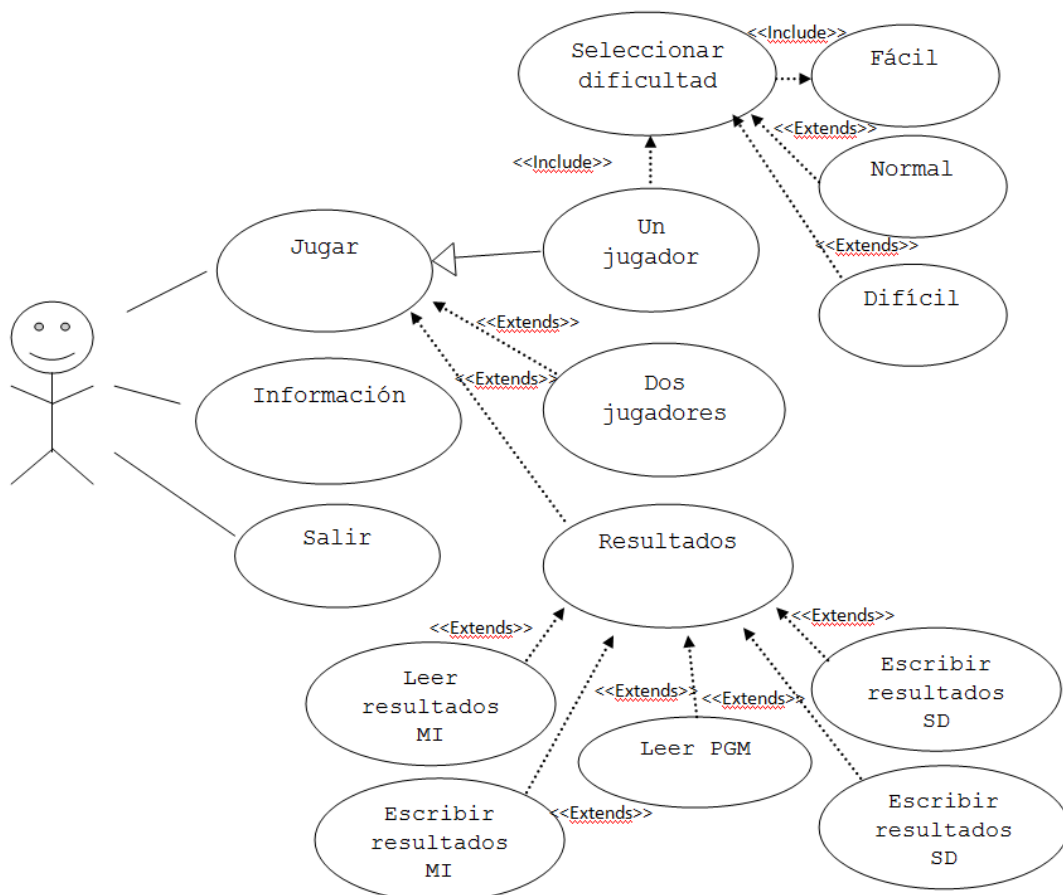 <<Include>>
Seleccionar
dificultad
Fácil
<<Extends>>
Normal
<<Include>>
Un
jugador
Jugar
<<Extends>>
Difícil
<<Extends>>
<<Extends>>
Dos
jugadores
Información
Salir
Resultados
<<Extends>>
<<Extends>>
Leer
resultados
MI
<<Extends>>
<<Extends>>
Escribir
resultados
SD
Leer PGM
Escribir
resultados
MI
<<Extends>>
Escribir
resultados
SD